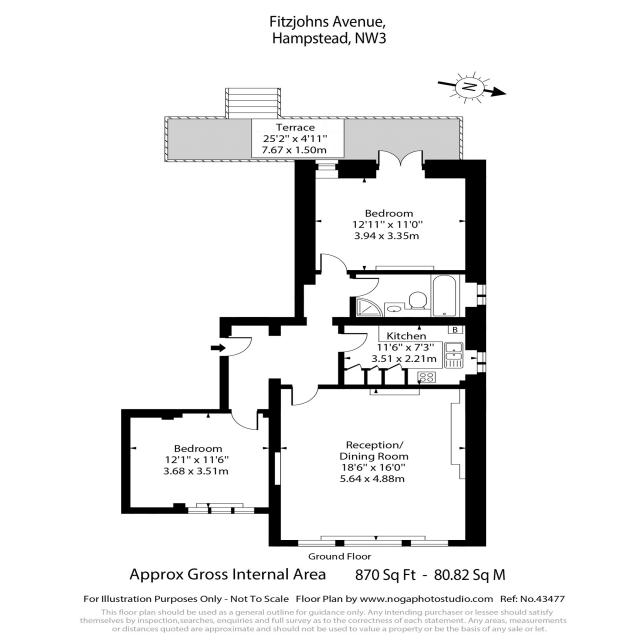 Fitzjohns Avenue,
Hampstead, NW3
N
Terrace
25'2" x 4'11"
7.67 x 1.50m
Bedroom
12'11" x 11'0"
3.94 x 3.35m
Kitchen
B
11'6" x 7'3"
3.51 x 2.21m
Bedroom
12'1" x 11'6"
3.68 x 3.51m
Reception/
Dining Room
18'6" x 16'0"
5.64 x 4.88m
Ground Floor
Approx Gross Internal Area 870 Sq Ft - 80.82 Sq M
For Illustration Purposes Only - Not To Scale Floor Plan by www.nogaphotostudio.com Ref: No.43477
This floor plan should be used as a general outline for guidance only. Any intending purchaser or lessee should satisfy
themselves by inspection,searches, enquiries and full survey as to the correctness of each statement. Any areas, measurements
or distances quoted are approximate and should not be used to value a property or be the basis of any sale or let.